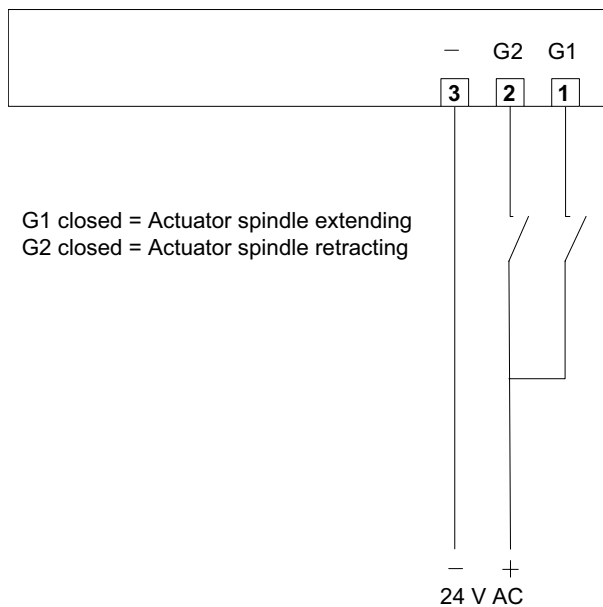 – G2 G1
3 2 1
G1 closed = Actuator spindle extending
G2 closed = Actuator spindle retracting
– +
24 V AC